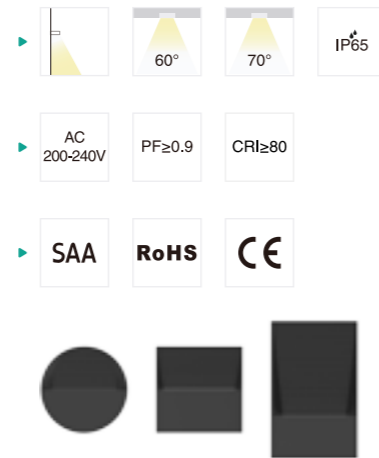 60°
70°
IP65
AC
200-240V
PF≥0.9
CRI≥80
SAA
RoHS
CE